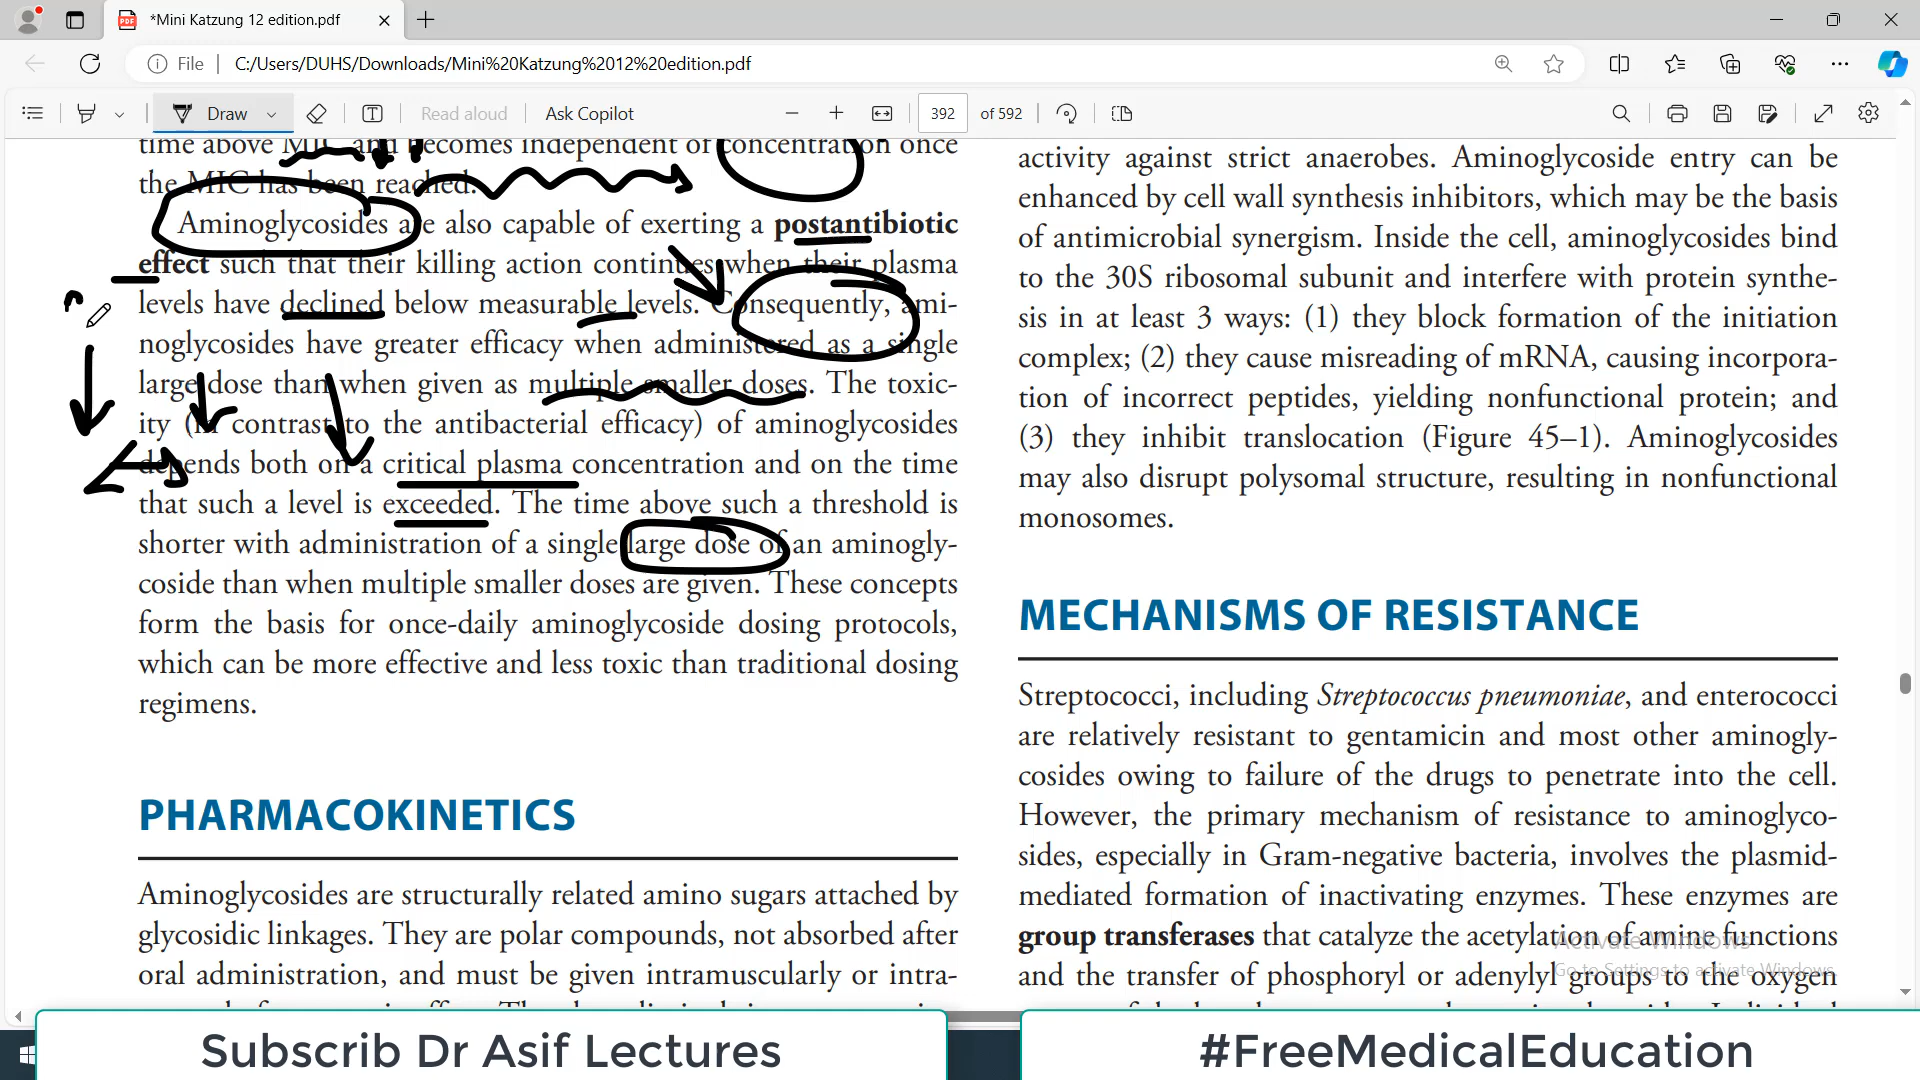 *Mini Katzung 12 edition.pdf
File
C:/Users/DUHS/Downloads/Mini%20Katzung%2012%20edition.pdf
Draw
Read aloud
Ask Copilot
392 of 592
time above MIC and becomes independent of concentration once
the MIC has been reached.
Aminoglycosides are also capable of exerting a postantibiotic
effect such that their killing action continues when their plasma
levels have declined below measurable levels. Consequently, ami-
noglycosides have greater efficacy when administered as a single
large dose than when given as multiple smaller doses. The toxic-
ity (in contrast to the antibacterial efficacy) of aminoglycosides
depends both on a critical plasma concentration and on the time
that such a level is exceeded. The time above such a threshold is
shorter with administration of a single large dose of an aminogly-
coside than when multiple smaller doses are given. These concepts
form the basis for once-daily aminoglycoside dosing protocols,
which can be more effective and less toxic than traditional dosing
regimens.
PHARMACOKINETICS
Aminoglycosides are structurally related amino sugars attached by
glycosidic linkages. They are polar compounds, not absorbed after
oral administration, and must be given intramuscularly or intra-
activity against strict anaerobes. Aminoglycoside entry can be
enhanced by cell wall synthesis inhibitors, which may be the basis
of antimicrobial synergism. Inside the cell, aminoglycosides bind
to the 30S ribosomal subunit and interfere with protein synthe-
sis in at least 3 ways: (1) they block formation of the initiation
complex; (2) they cause misreading of mRNA, causing incorpora-
tion of incorrect peptides, yielding nonfunctional protein; and
(3) they inhibit translocation (Figure 45–1). Aminoglycosides
may also disrupt polysomal structure, resulting in nonfunctional
monosomes.
MECHANISMS OF RESISTANCE
Streptococci, including Streptococcus pneumoniae, and enterococci
are relatively resistant to gentamicin and most other aminogly-
cosides owing to failure of the drugs to penetrate into the cell.
However, the primary mechanism of resistance to aminoglyco-
sides, especially in Gram-negative bacteria, involves the plasmid-
mediated formation of inactivating enzymes. These enzymes are
group transferases that catalyze the acetylation of amine functions
and the transfer of phosphoryl or adenylyl groups to the oxygen
Activate Windows
Go to Settings to activate Windows.
Subscrib Dr Asif Lectures
#FreeMedicalEducation